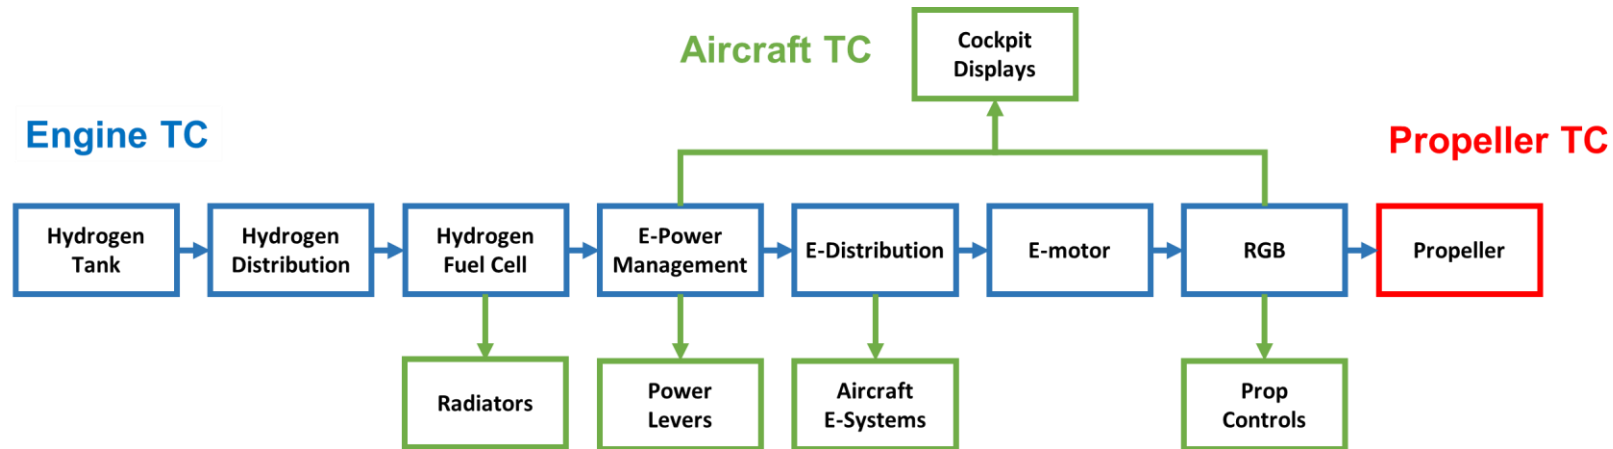 Cockpit
Displays
Aircraft TC
Engine TC
Propeller TC
Hydrogen
Tank
Hydrogen
Distribution
Hydrogen
Fuel Cell
E-Power
Management
E-Distribution
E-motor
RGB
Propeller
Radiators
Power
Levers
Aircraft
E-Systems
Prop
Controls